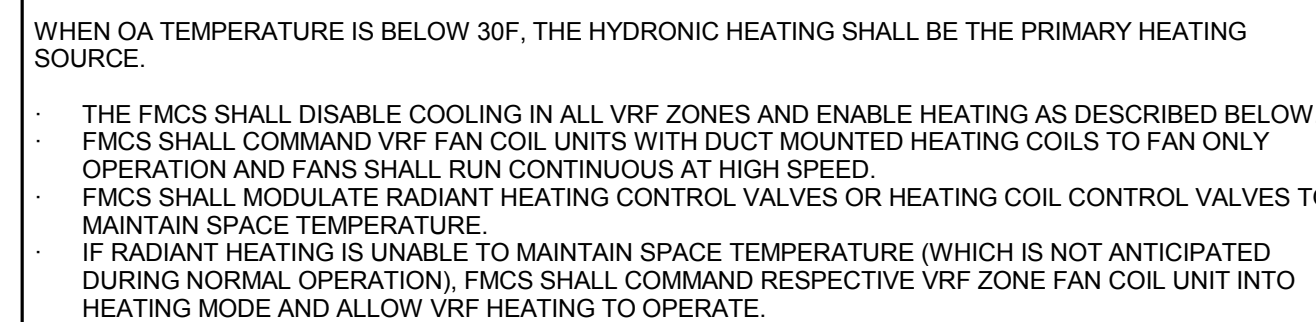 WHEN OA TEMPERATURE IS BELOW 30F, THE HYDRONIC HEATING SHALL BE THE PRIMARY HEATING
SOURCE.
· THE FMCS SHALL DISABLE COOLING IN ALL VRF ZONES AND ENABLE HEATING AS DESCRIBED BELOW
· FMCS SHALL COMMAND VRF FAN COIL UNITS WITH DUCT MOUNTED HEATING COILS TO FAN ONLY
OPERATION AND FANS SHALL RUN CONTINUOUS AT HIGH SPEED.
· FMCS SHALL MODULATE RADIANT HEATING CONTROL VALVES OR HEATING COIL CONTROL VALVES TO
MAINTAIN SPACE TEMPERATURE.
· IF RADIANT HEATING IS UNABLE TO MAINTAIN SPACE TEMPERATURE (WHICH IS NOT ANTICIPATED
DURING NORMAL OPERATION), FMCS SHALL COMMAND RESPECTIVE VRF ZONE FAN COIL UNIT INTO
HEATING MODE AND ALLOW VRF HEATING TO OPERATE.